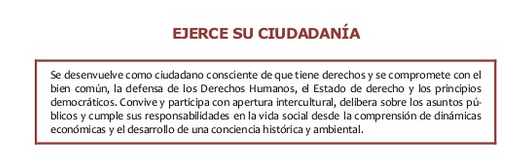 EJERCE SU CIUDADANÍA
Se desenvuelve como ciudadano consciente de que tiene derechos y se compromete con el
bien común, la defensa de los Derechos Humanos, el Estado de derecho y los principios
democráticos. Convive y participa con apertura intercultural, delibera sobre los asuntos pú-
blicos y cumple sus responsabilidades en la vida social desde la comprensión de dinámicas
económicas y el desarrollo de una conciencia histórica y ambiental.